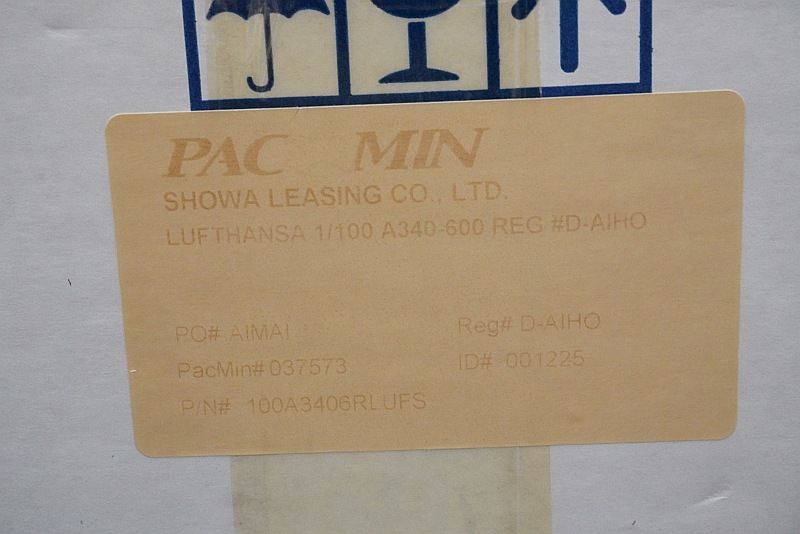 PAC MIN
SHOWA LEASING CO., LTD.
LUFTHANSA 1/100 A340-600 REG #D-AIHO
PO# AIMAI
Reg# D-AIHO
PacMin# 037573
ID# 001225
P/N# 100A3406RLUFS